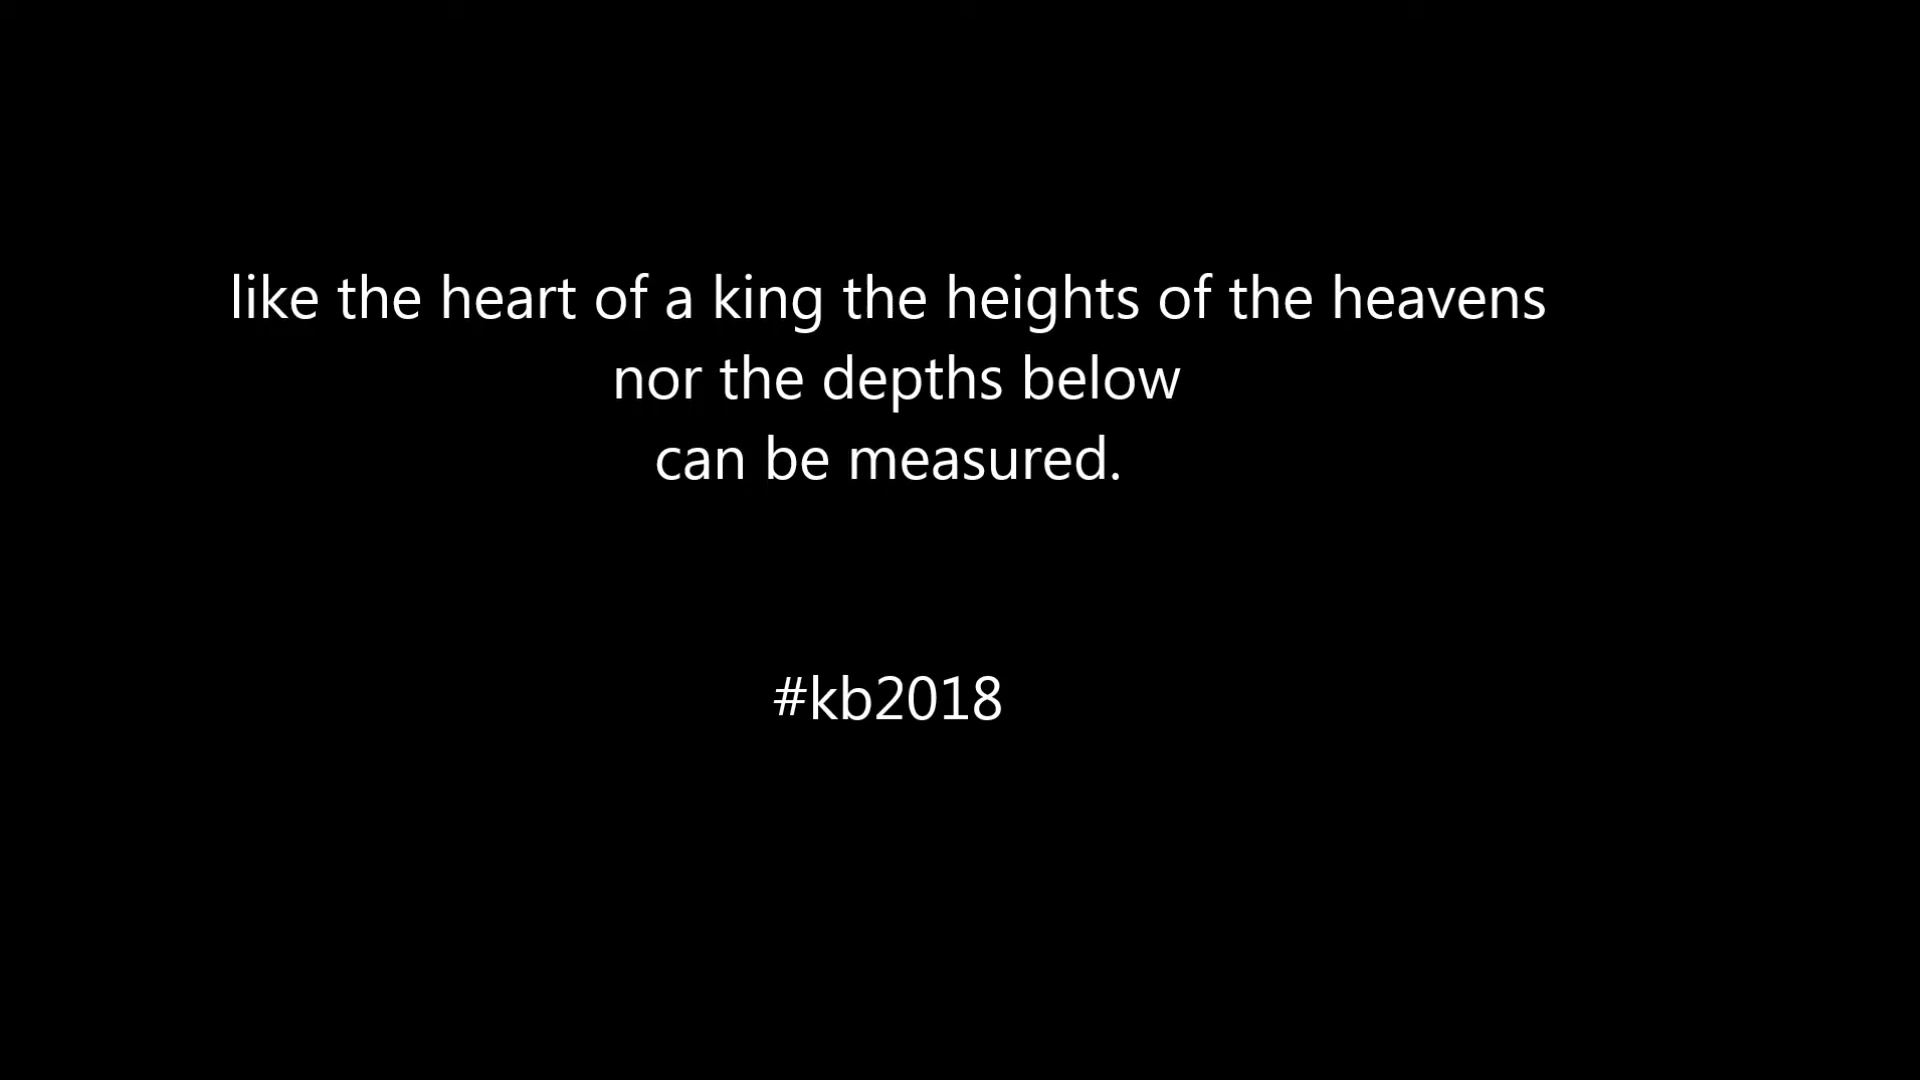 like the heart of a king the heights of the heavens
nor the depths below
can be measured.
#kb2018